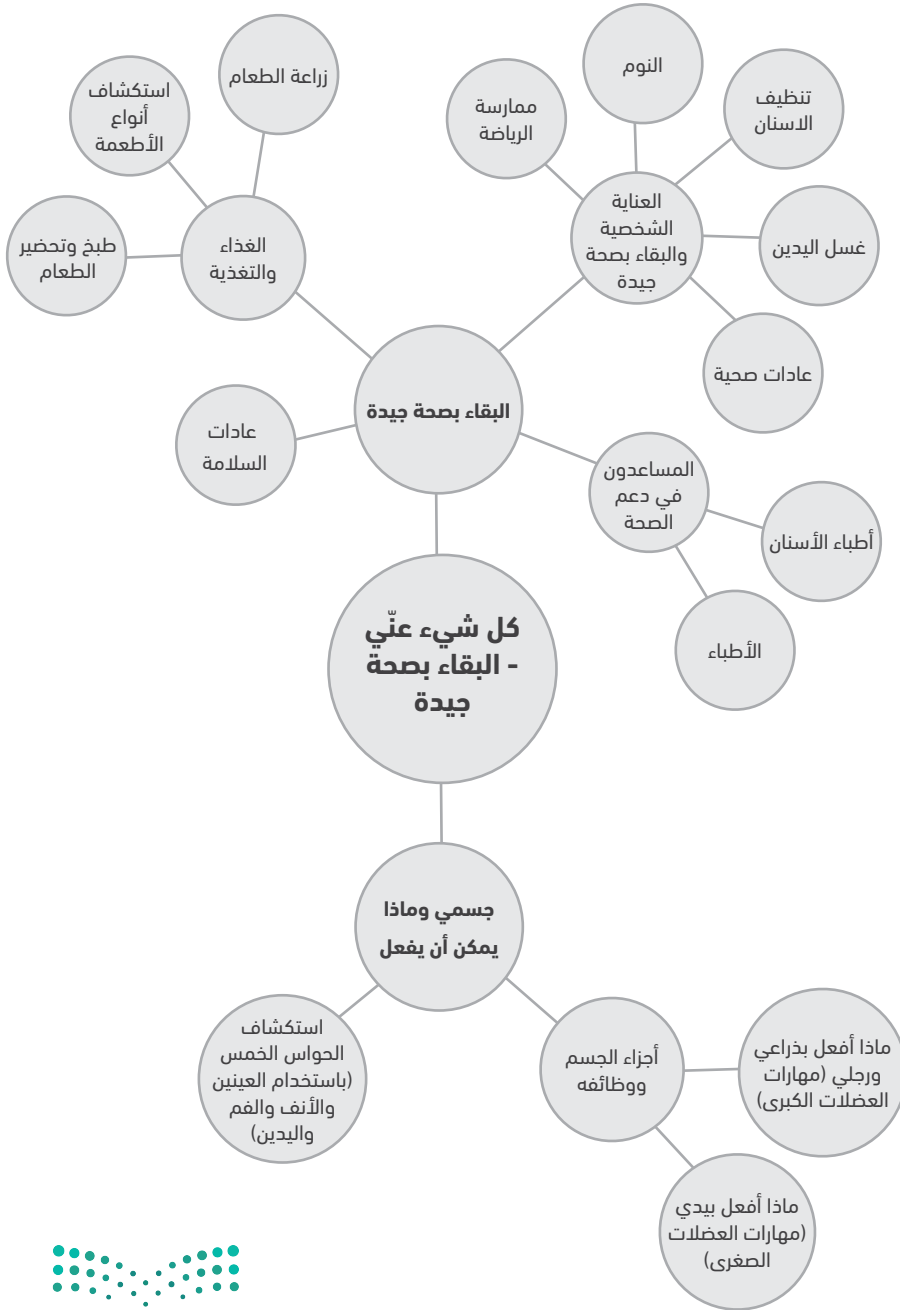 زراعة الطعام
استكشاف
أنواع
الأطعمة
طبخ وتحضير
الطعام
الغذاء
والتغذية
النوم
تنظيف
الاسنان
ممارسة
الرياضة
العناية
الشخصية
والبقاء بصحة
جيدة
غسل اليدين
عادات صحية
البقاء بصحة جيدة
عادات
السلامة
المساعدون
في دعم
الصحة
أطباء الأسنان
الأطباء
كل شيء عنّي
- البقاء بصحة
جيدة
جسمي وماذا
يمكن أن يفعل
استكشاف
الحواس الخمس
(باستخدام العينين
والأنف والفم
واليدين)
أجزاء الجسم
ووظائفه
ماذا أفعل بذراعي
ورجلي (مهارات
العضلات الكبرى)
ماذا أفعل بيدي
(مهارات العضلات
الصغرى)